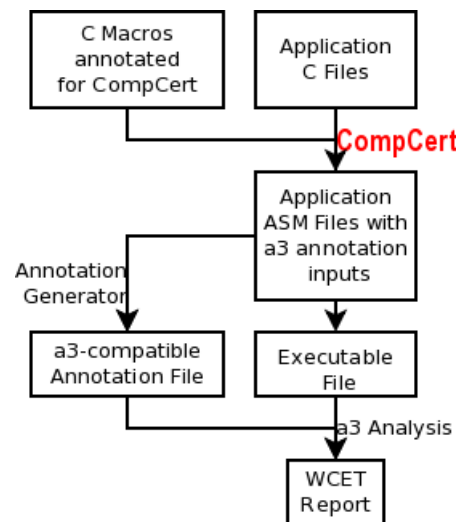 C Macros
annotated
for CompCert
Application
C Files
CompCert
Application
ASM Files with
a3 annotation
inputs
Annotation
Generator
a3-compatible
Annotation File
Executable
File
a3 Analysis
WCET
Report